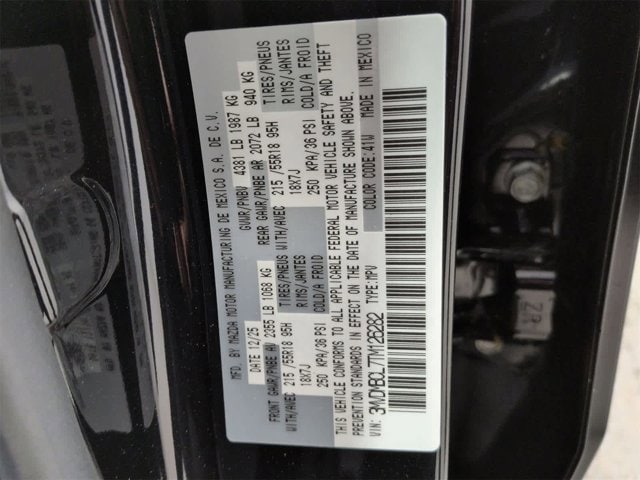 MFD. BY MAZDA MOTOR MANUFACTURING DE MEXICO S.A. DE C.V.
DATE 12/25 GVWR/PNBV 4381 LB 1987 KG
FRONT GAWR/PNBE AV 2355 LB 1068 KG REAR GAWR/PNBE AR 2072 LB 940 KG
TIRES/PNEUS WITH/AVEC TIRES/PNEUS
WITH/AVEC 215 /55R18 95H RIMS/JANTES 215 /55R18 95H RIMS/JANTES
18X7J COLD/A FROID 18X7J COLD/A FROID
250 KPA/36 PSI 250 KPA/36 PSI
THIS VEHICLE CONFORMS TO ALL APPLICABLE FEDERAL MOTOR VEHICLE SAFETY AND THEFT
PREVENTION STANDARDS IN EFFECT ON THE DATE OF MANUFACTURE SHOWN ABOVE.
VIN: TYPE:MPV COLOR CODE:41W MADE IN MEXICO
ZR